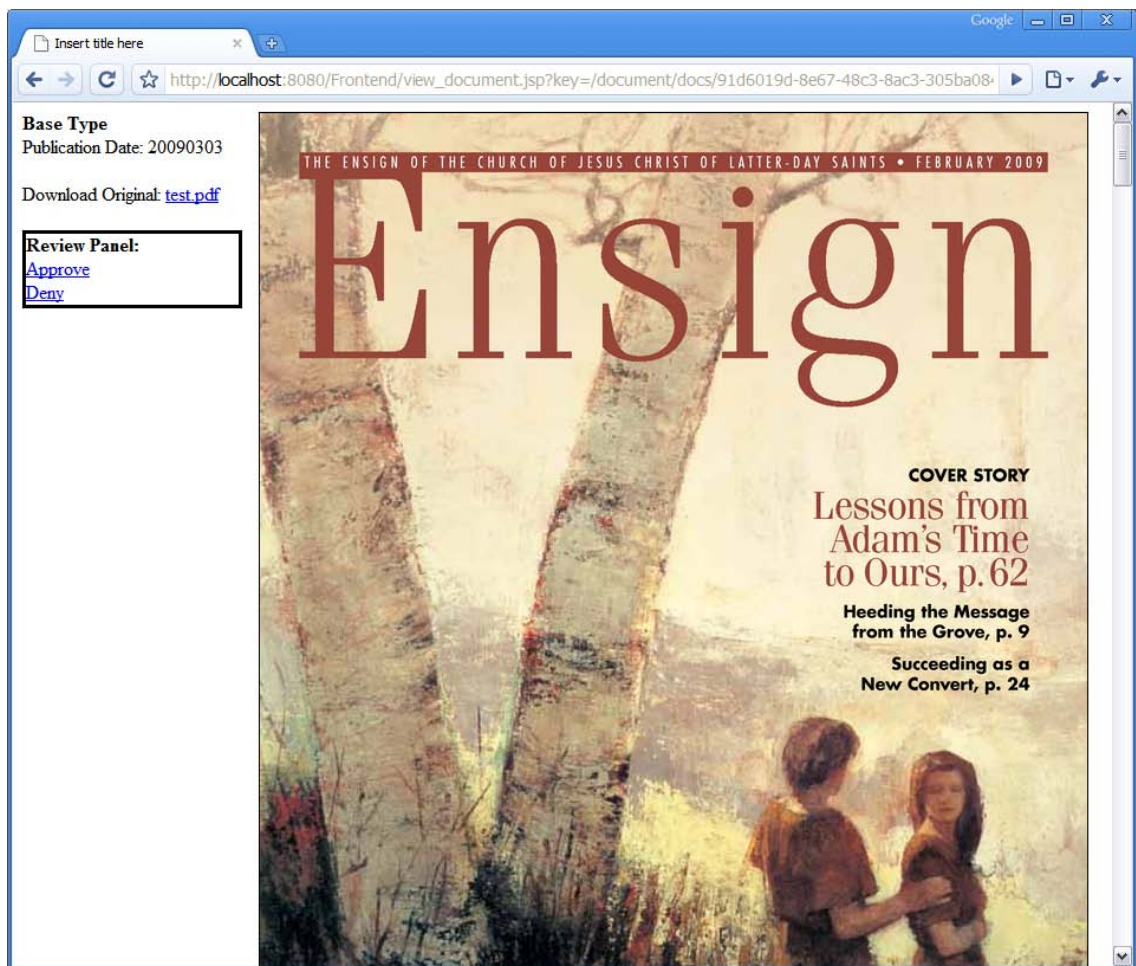 Google
Insert title here
http://localhost:8080/Frontend/view_document.jsp?key=/document/docs/91d6019d-8e67-48c3-8ac3-305ba08
Base Type
Publication Date: 20090303
Download Original: test.pdf
Review Panel:
Approve
Deny
THE ENSIGN OF THE CHURCH OF JESUS CHRIST OF LATTER-DAY SAINTS • FEBRUARY 2009
Ensign
COVER STORY
Lessons from
Adam's Time
to Ours, p. 62
Heeding the Message
from the Grove, p. 9
Succeeding as a
New Convert, p. 24